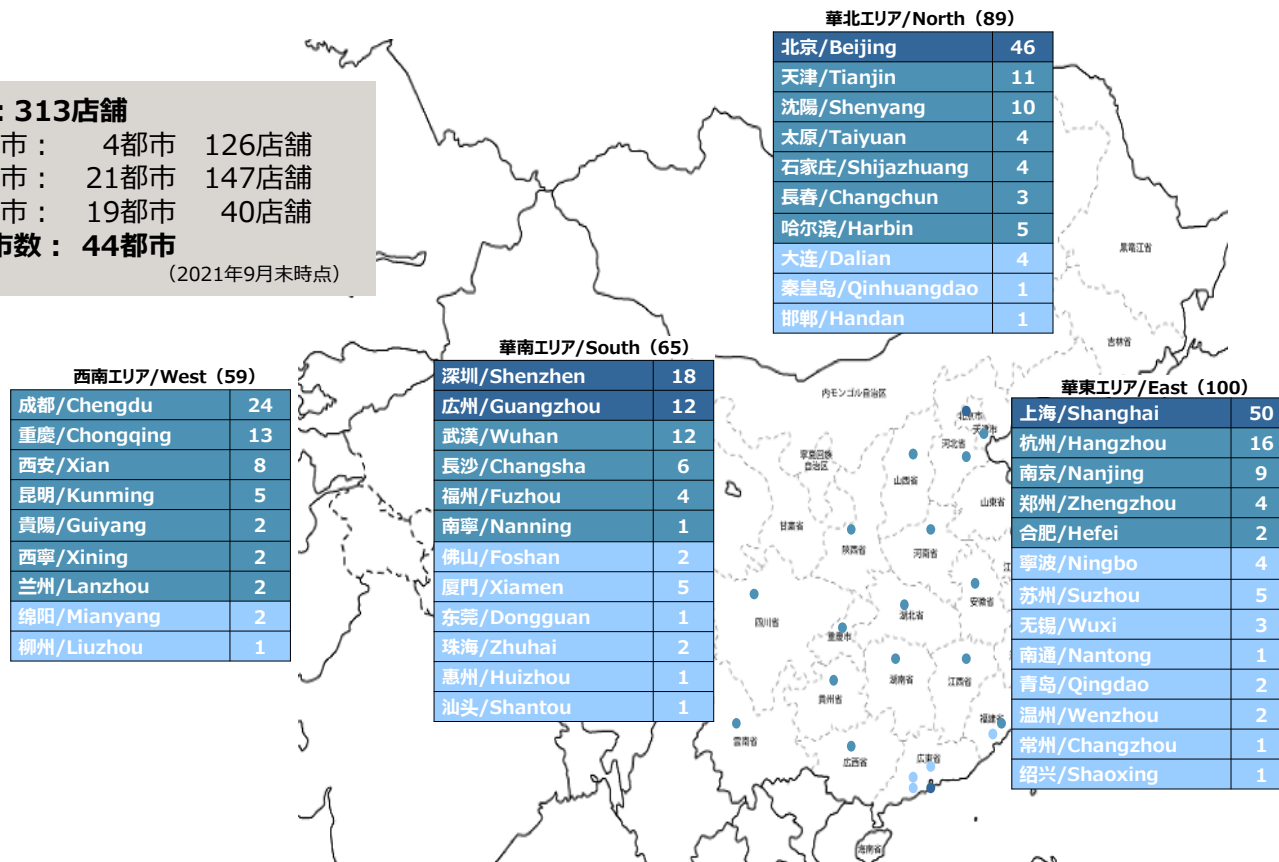 華北エリア/North（89）
北京/Beijing 46
天津/Tianjin 11
沈陽/Shenyang 10
太原/Taiyuan 4
石家庄/Shijiazhuang 4
長春/Changchun 3
哈尔滨/Harbin 5
大连/Dalian 4
秦皇岛/Qinhuangdao 1
邯郸/Handan 1
：313店舗
市： 4都市 126店舗
市： 21都市 147店舗
市： 19都市 40店舗
市数： 44都市
（2021年9月末時点）
西南エリア/West（59）
成都/Chengdu 24
重慶/Chongqing 13
西安/Xian 8
昆明/Kunming 5
貴陽/Guiyang 2
西寧/Xining 2
兰州/Lanzhou 2
绵阳/Mianyang 2
柳州/Liuzhou 1
華南エリア/South（65）
深圳/Shenzhen 18
広州/Guangzhou 12
武漢/Wuhan 12
長沙/Changsha 6
福州/Fuzhou 4
南寧/Nanning 1
佛山/Foshan 2
厦門/Xiamen 5
东莞/Dongguan 1
珠海/Zhuhai 2
惠州/Huizhou 1
汕头/Shantou 1
華東エリア/East（100）
上海/Shanghai 50
杭州/Hangzhou 16
南京/Nanjing 9
郑州/Zhengzhou 4
合肥/Hefei 2
寧波/Ningbo 4
苏州/Suzhou 5
无锡/Wuxi 3
南通/Nantong 1
青岛/Qingdao 2
温州/Wenzhou 2
常州/Changzhou 1
绍兴/Shaoxing 1
黒竜江省
吉林省
内モンゴル自治区
北京市
天津市
河北省
寧夏回族
自治区
山西省
山東省
甘粛省
陝西省
河南省
安徽省
四川省
湖北省
重慶市
湖南省
江西省
貴州省
福建省
雲南省
広西省
広東省
海南省